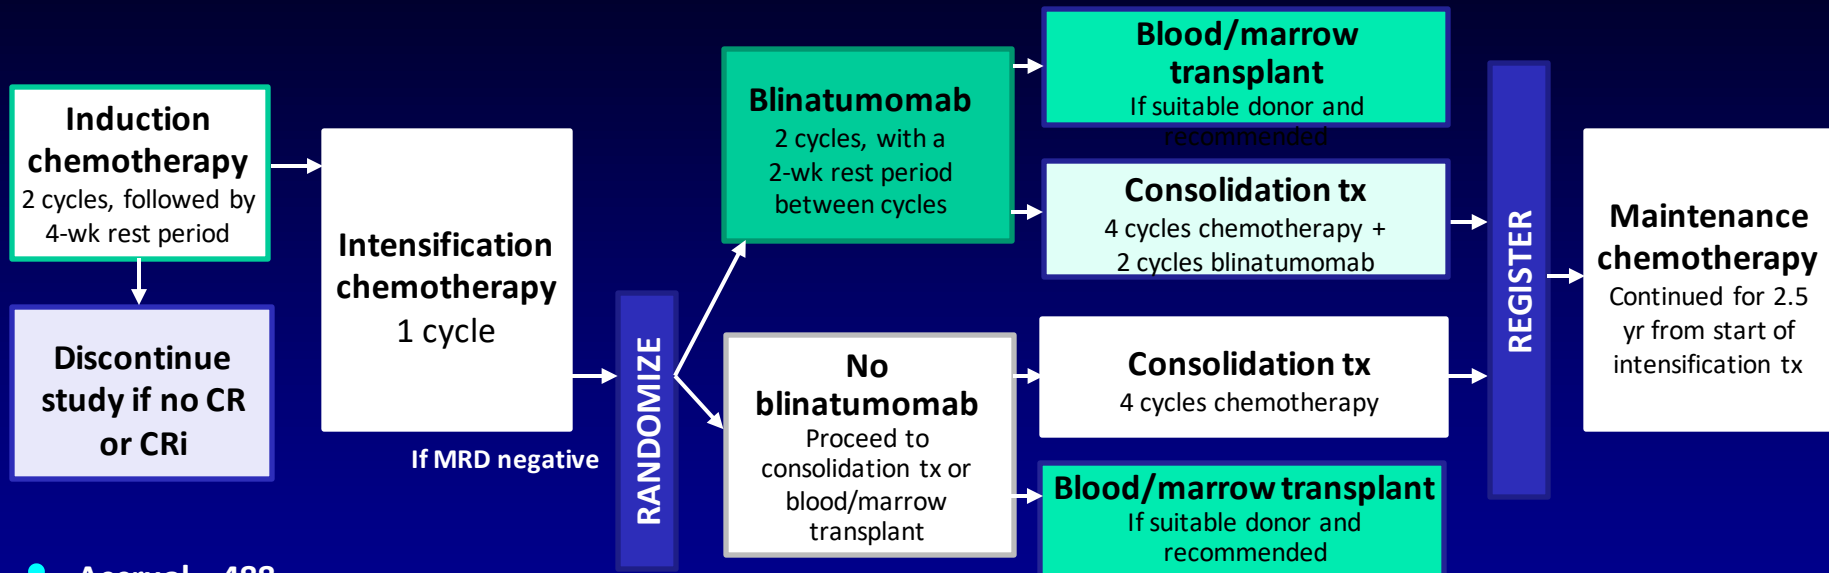 Induction
chemotherapy
2 cycles, followed by
4-wk rest period
Discontinue
study if no CR
or CRi
Intensification
chemotherapy
1 cycle
If MRD negative
RANDOMIZE
Blinatumomab
2 cycles, with a
2-wk rest period
between cycles
No
blinatumomab
Proceed to
consolidation tx or
blood/marrow
transplant
Blood/marrow
transplant
If suitable donor and
recommended
Consolidation tx
4 cycles chemotherapy +
2 cycles blinatumomab
Consolidation tx
4 cycles chemotherapy
Blood/marrow transplant
If suitable donor and
recommended
REGISTER
Maintenance
chemotherapy
Continued for 2.5
yr from start of
intensification tx
Accrual 488